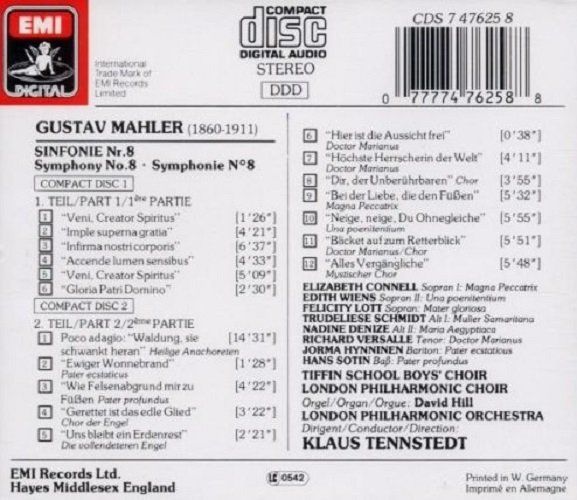 EMI
DIGITAL
International
Trade Mark of
EMI Records
Limited
COMPACT
disc
DIGITAL AUDIO
STEREO
DDD
CDS 7 47625 8
0 77774 76258 8
GUSTAV MAHLER (1860-1911)
SINFONIE Nr.8
Symphony No.8 · Symphonie N°8
COMPACT DISC 1
1. TEIL/PART 1/1ère PARTIE
1 "Veni, Creator Spiritus" [1'26"]
2 "Imple superna gratia" [4'21"]
3 "Infirma nostri corporis" [6'37"]
4 "Accende lumen sensibus" [4'33"]
5 "Veni, Creator Spiritus" [5'09"]
6 "Gloria Patri Domino" [2'30"]
COMPACT DISC 2
2. TEIL/PART 2/2ème PARTIE
1 Poco adagio: "Waldung, sie [14'31"]
schwankt heran" Heilige Anachoreten
2 "Ewiger Wonnebrand" [1'28"]
Pater ecstaticus
3 "Wie Felsenabgrund mir zu [4'22"]
Füßen Pater profundus
4 "Gerettet ist das edle Glied" [3'22"]
Chor der Engel
5 "Uns bleibt ein Erdenrest" [2'21"]
Die vollendeteren Engel
6 "Hier ist die Aussicht frei" [0'38"]
Doctor Marianus
7 "Höchste Herrscherin der Welt" [4'11"]
Doctor Marianus
8 "Dir, der Unberührbaren" Chor [3'55"]
9 "Bei der Liebe, die den Füßen" [5'32"]
Magna Peccatrix
10 "Neige, neige, Du Ohnegleiche" [5'55"]
Una poenitentium
11 "Bäcket auf zum Retterblick" [5'51"]
Doctor Marianus/Chor
12 "Alles Vergängliche" [5'48"]
Mystischer Chor
ELIZABETH CONNELL Sopran I: Magna Peccatrix
EDITH WIENS Sopran II: Una poenitentium
FELICITY LOTT Sopran: Mater gloriosa
TRUDELIESE SCHMIDT Alt I: Muller Samaritana
NADINE DENIZE Alt II: Maria Aegyptiaca
RICHARD VERSALLE Tenor: Doctor Marianus
JORMA HYNNINEN Bariton: Pater ecstaticus
HANS SOTIN Baß: Pater profundus
TIFFIN SCHOOL BOYS' CHOIR
LONDON PHILHARMONIC CHOIR
Orgel/Organ/Orgue: David Hill
LONDON PHILHARMONIC ORCHESTRA
Dirigent/Conductor/Direction:
KLAUS TENNSTEDT
EMI Records Ltd.
Hayes Middlesex England
LC 0542
Printed in W. Germany
Imprimé en Allemagne